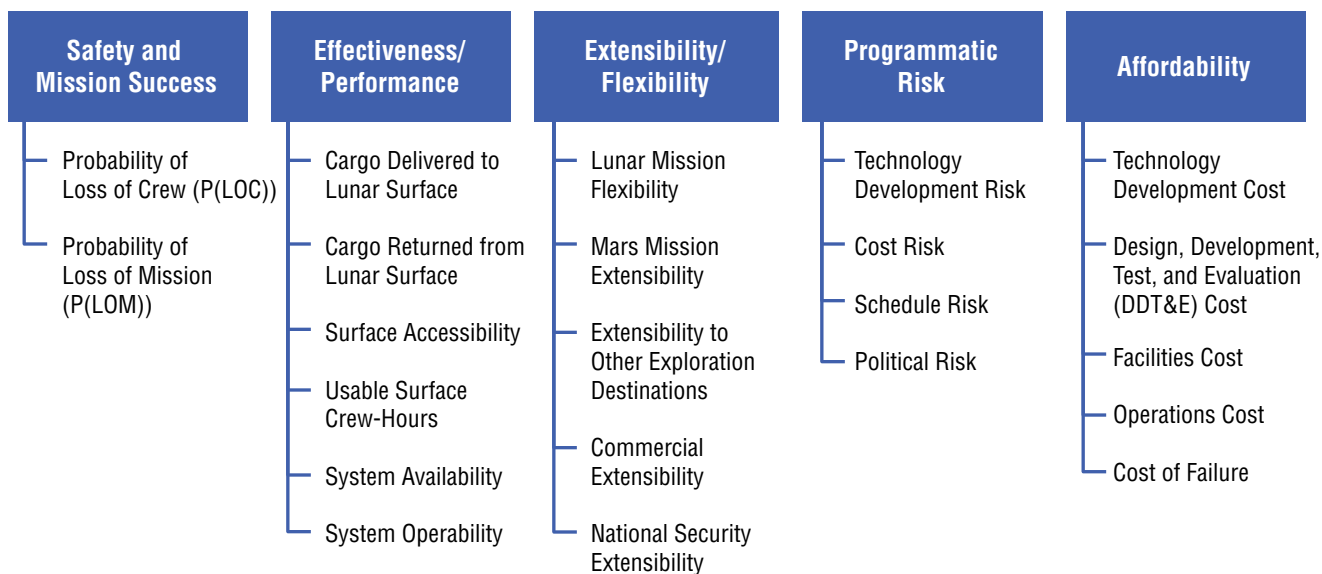 Safety and
Mission Success
Probability of
Loss of Crew (P(LOC))
Probability of
Loss of Mission
(P(LOM))
Effectiveness/
Performance
Cargo Delivered to
Lunar Surface
Cargo Returned from
Lunar Surface
Surface Accessibility
Usable Surface
Crew-Hours
System Availability
System Operability
Extensibility/
Flexibility
Lunar Mission
Flexibility
Mars Mission
Extensibility
Extensibility to
Other Exploration
Destinations
Commercial
Extensibility
National Security
Extensibility
Programmatic
Risk
Technology
Development Risk
Cost Risk
Schedule Risk
Political Risk
Affordability
Technology
Development Cost
Design, Development,
Test, and Evaluation
(DDT&E) Cost
Facilities Cost
Operations Cost
Cost of Failure